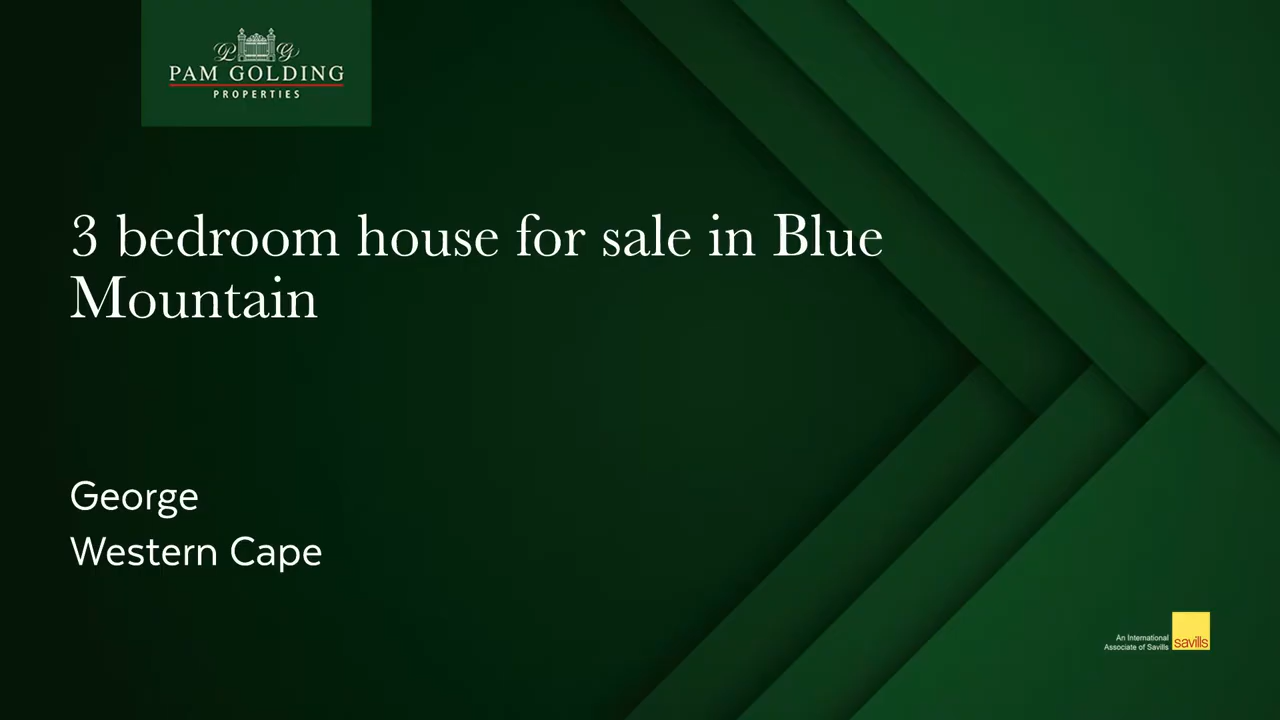 P G
PAM GOLDING
PROPERTIES
3 bedroom house for sale in Blue
Mountain
George
Western Cape
An International
Associate of Savills
savills